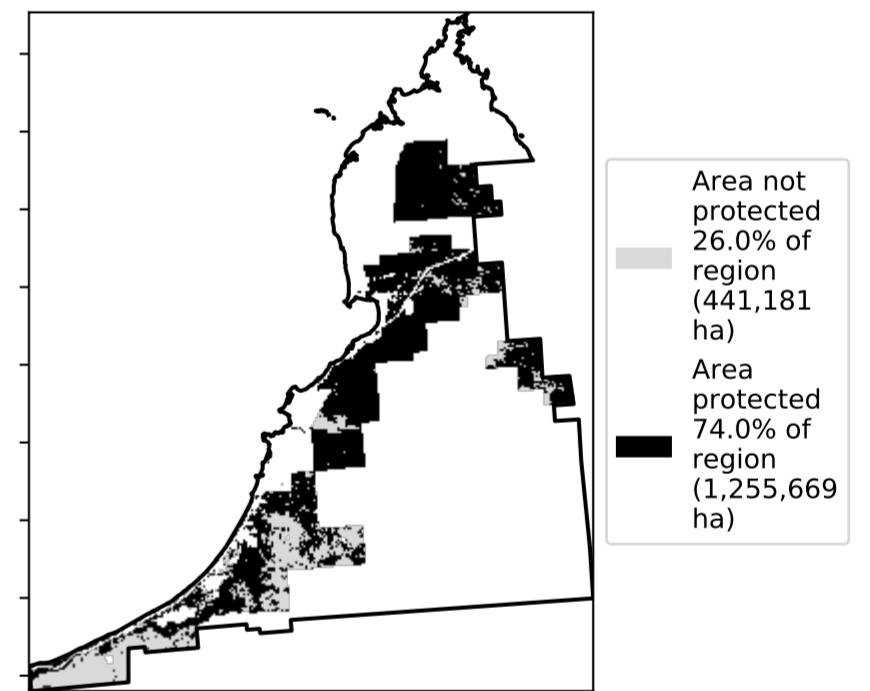 Area not
protected
26.0% of
region
(441,181
ha)
Area
protected
74.0% of
region
(1,255,669
ha)